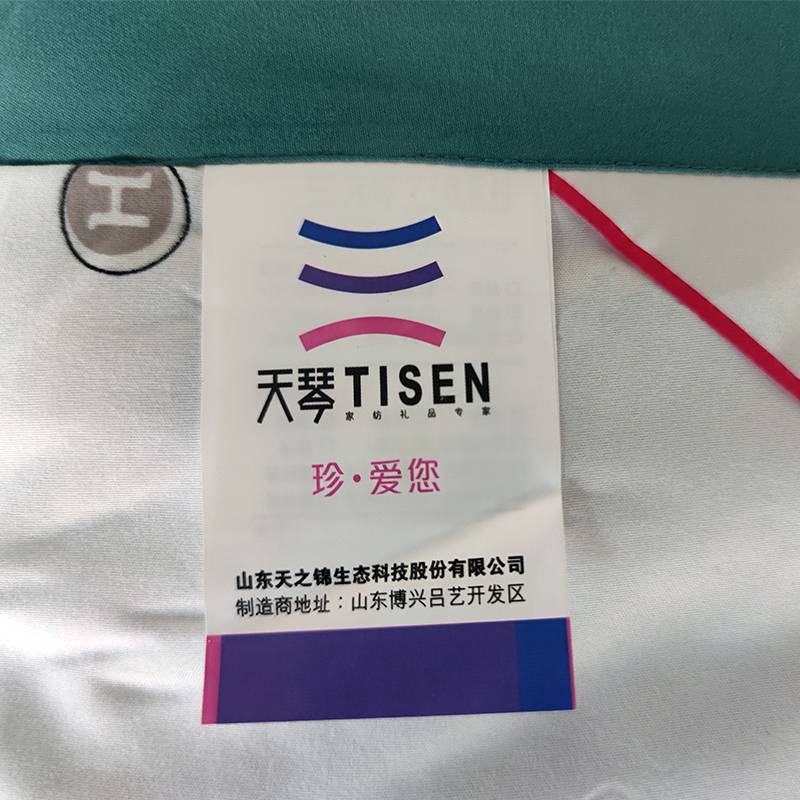 H
天琴TISEN
家纺礼品专家
珍·爱您
山东天之锦生态科技股份有限公司
制造商地址：山东博兴吕艺开发区